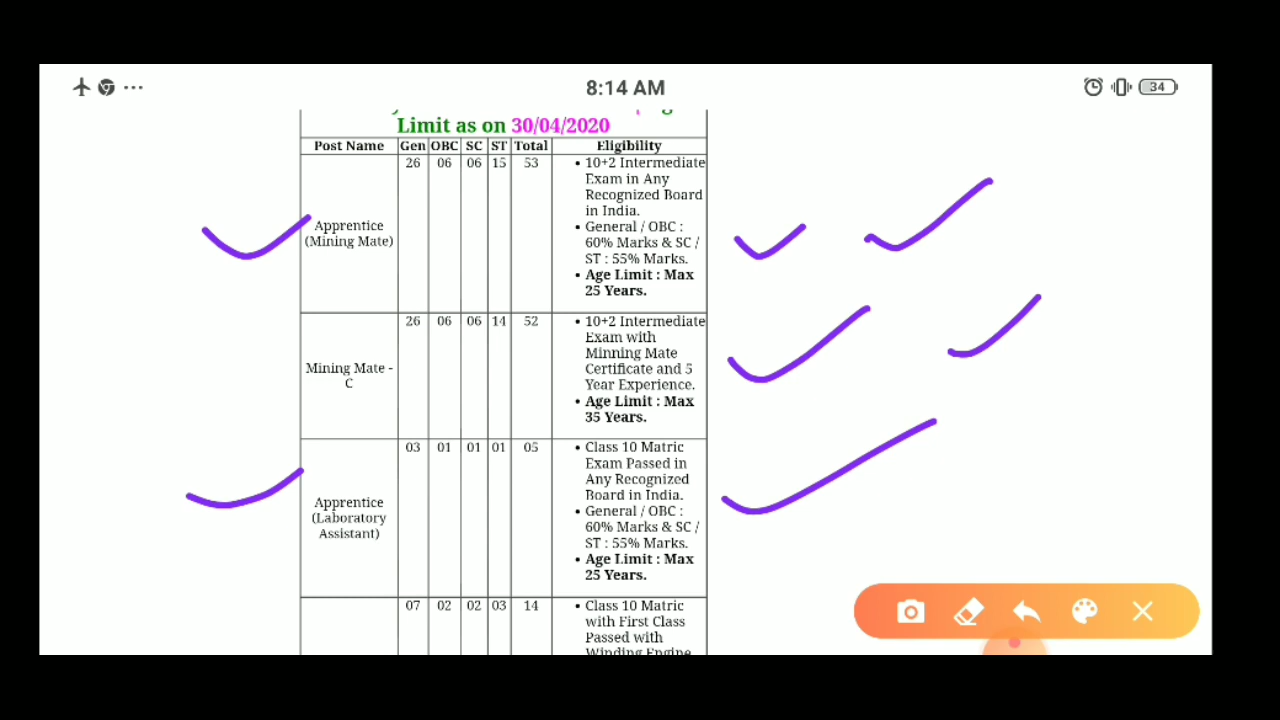 8:14 AM
34
Limit as on 30/04/2020
Post Name Gen OBC SC ST Total Eligibility
Apprentice
(Mining Mate)
26 06 06 15 53
• 10+2 Intermediate
Exam in Any
Recognized Board
in India.
• General / OBC :
60% Marks & SC /
ST : 55% Marks.
• Age Limit : Max
25 Years.
Mining Mate -
C
26 06 06 14 52
• 10+2 Intermediate
Exam with
Minning Mate
Certificate and 5
Year Experience.
• Age Limit : Max
35 Years.
Apprentice
(Laboratory
Assistant)
03 01 01 01 05
• Class 10 Matric
Exam Passed in
Any Recognized
Board in India.
• General / OBC :
60% Marks & SC /
ST : 55% Marks.
• Age Limit : Max
25 Years.
07 02 02 03 14
• Class 10 Matric
with First Class
Passed with
Winding Engine